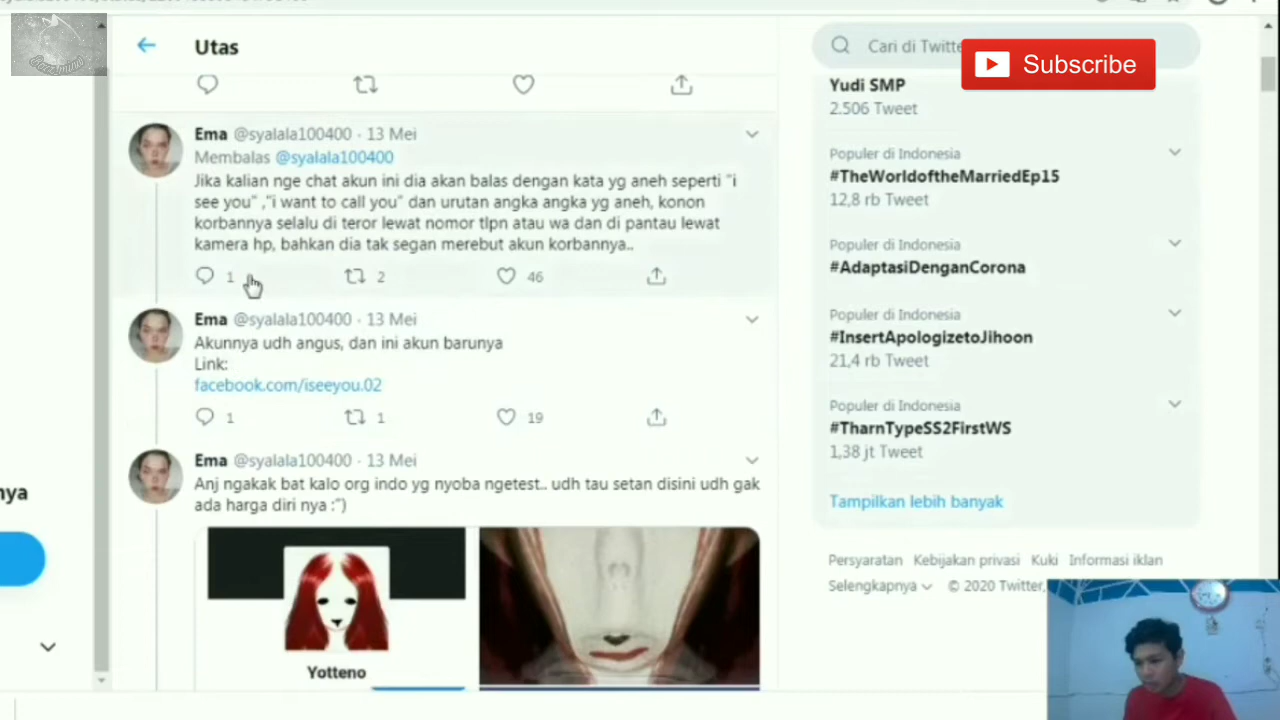 Utas
Ema @syalala100400 · 13 Mei
Membalas @syalala100400
Jika kalian nge chat akun ini dia akan balas dengan kata yg aneh seperti "i
see you" ,"i want to call you" dan urutan angka angka yg aneh, konon
korbannya selalu di teror lewat nomor tlpn atau wa dan di pantau lewat
kamera hp, bahkan dia tak segan merebut akun korbannya..
1 2 46
Ema @syalala100400 · 13 Mei
Akunnya udh angus, dan ini akun barunya
Link:
facebook.com/iseeyou.02
1 1 19
Ema @syalala100400 · 13 Mei
Anj ngakak bat kalo org indo yg nyoba ngetest.. udh tau setan disini udh gak
ada harga diri nya :")
Yotteno
nya
Cari di Twitte
Subscribe
Yudi SMP
2.506 Tweet
Populer di Indonesia
#TheWorldoftheMarriedEp15
12,8 rb Tweet
Populer di Indonesia
#AdaptasiDenganCorona
Populer di Indonesia
#InsertApologizetoJihoon
21,4 rb Tweet
Populer di Indonesia
#TharnTypeSS2FirstWS
1,38 jt Tweet
Tampilkan lebih banyak
Persyaratan Kebijakan privasi Kuki Informasi iklan
Selengkapnya © 2020 Twitter,